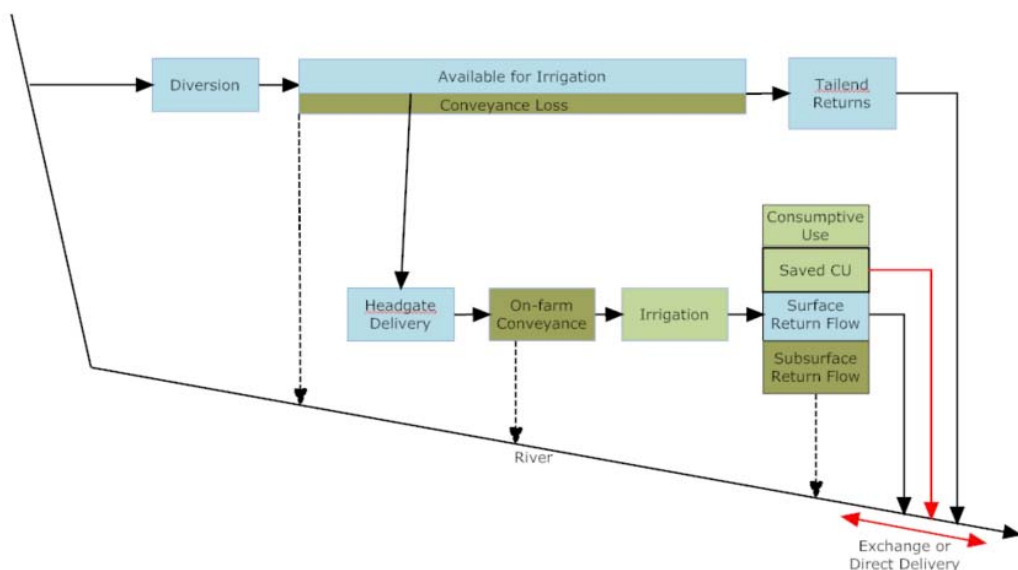 Diversion
Available for Irrigation
Conveyance Loss
Tailend
Returns
Consumptive
Use
Saved CU
Headgate
Delivery
On-farm
Conveyance
Irrigation
Surface
Return Flow
Subsurface
Return Flow
River
Exchange or
Direct Delivery